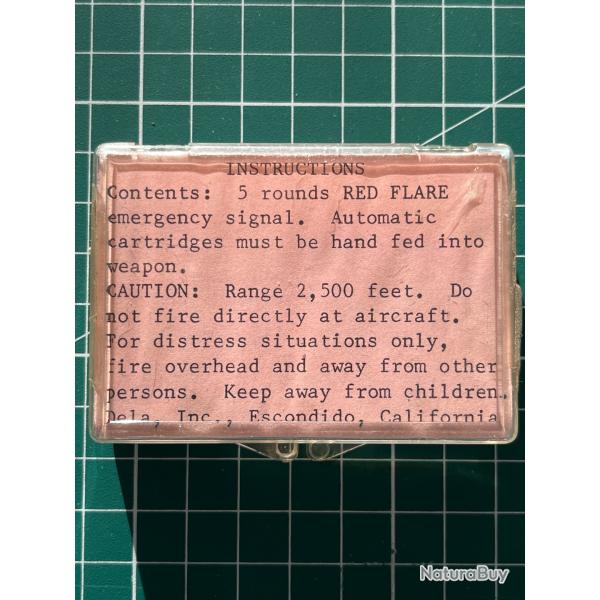 INSTRUCTIONS
Contents:  5 rounds RED FLARE
emergency signal.  Automatic
cartridges must be hand fed into
weapon.
CAUTION:  Range 2,500 feet.  Do
not fire directly at aircraft.
For distress situations only,
fire overhead and away from other
persons.  Keep away from children.
Dela, Inc., Escondido, California
NaturaBuy